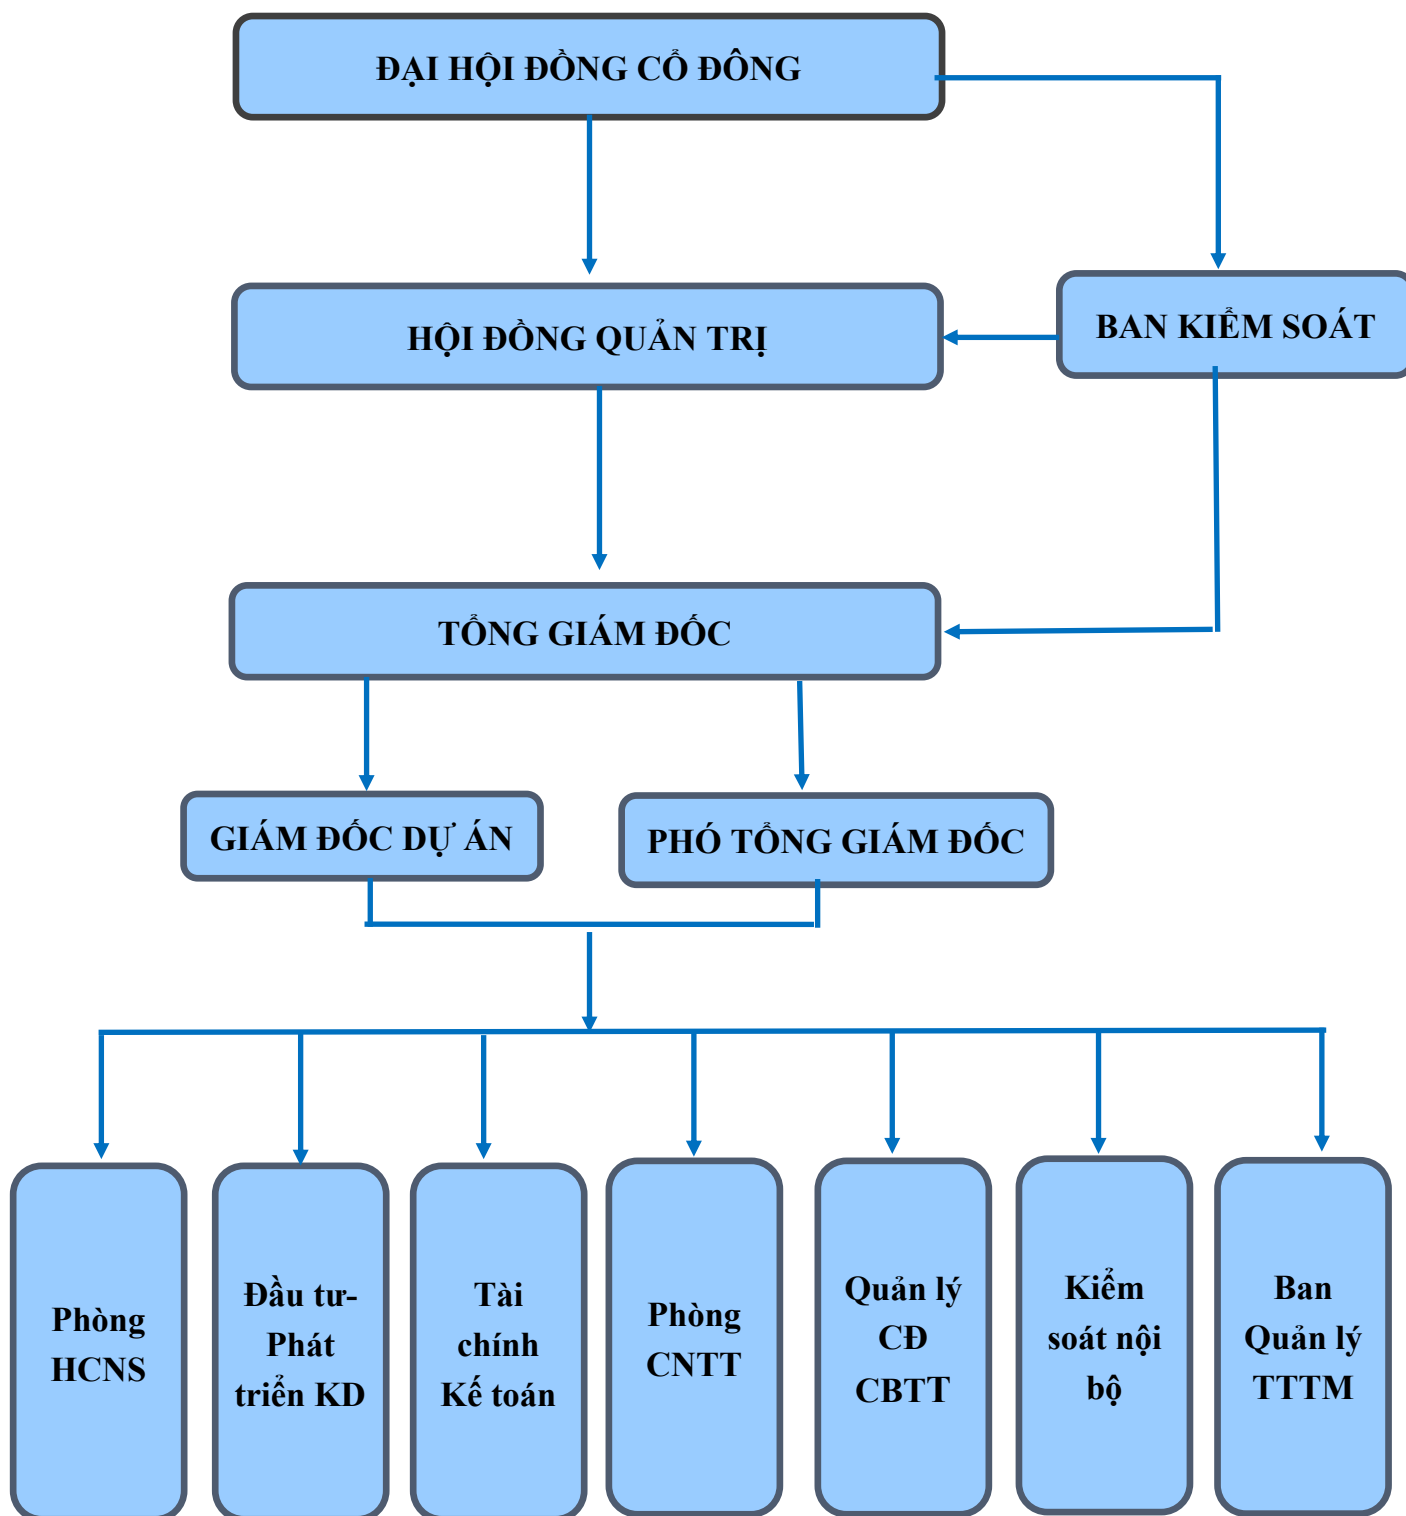 ĐẠI HỘI ĐỒNG CỔ ĐÔNG
HỘI ĐỒNG QUẢN TRỊ
BAN KIỂM SOÁT
TỔNG GIÁM ĐỐC
GIÁM ĐỐC DỰ ÁN
PHÓ TỔNG GIÁM ĐỐC
Phòng
HCNS
Đầu tư-
Phát
triển KD
Tài
chính
Kế toán
Phòng
CNTT
Quản lý
CĐ
CBTT
Kiểm
soát nội
bộ
Ban
Quản lý
TTTM